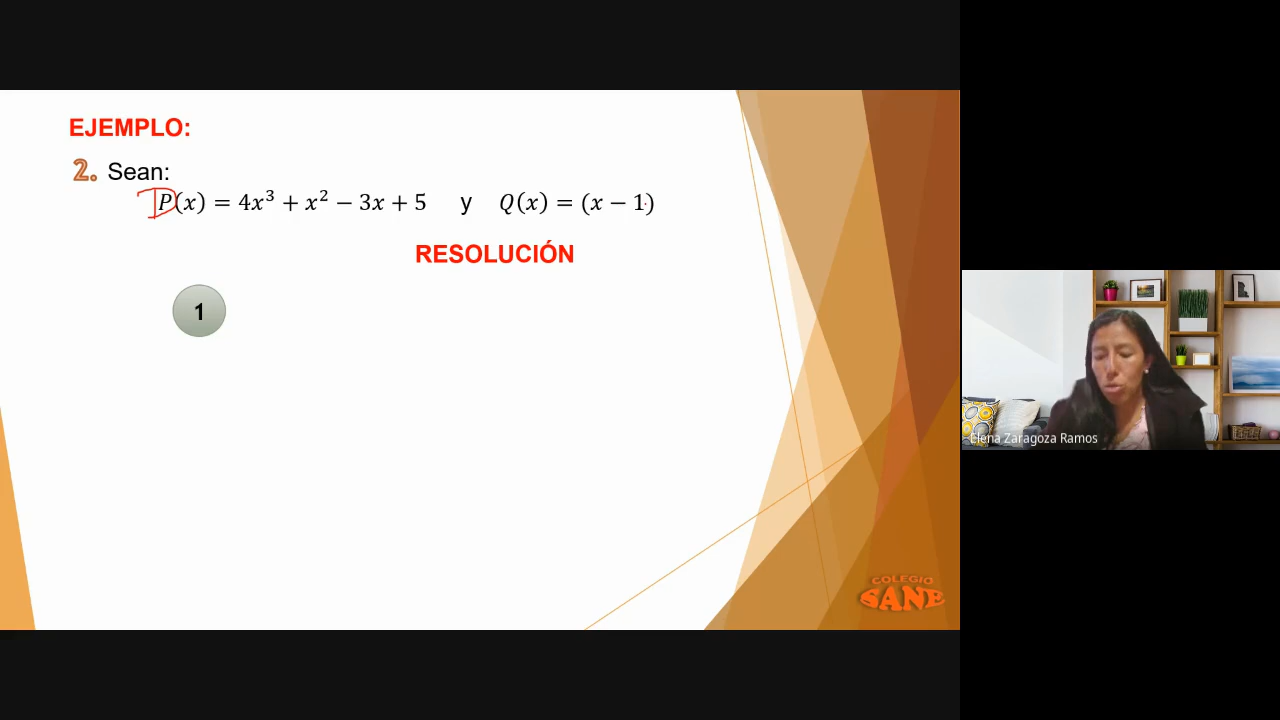 EJEMPLO:
2. Sean:
P(x) = 4x³ + x² − 3x + 5 y Q(x) = (x − 1)
RESOLUCIÓN
1
Elena Zaragoza Ramos
COLEGIO
SANE